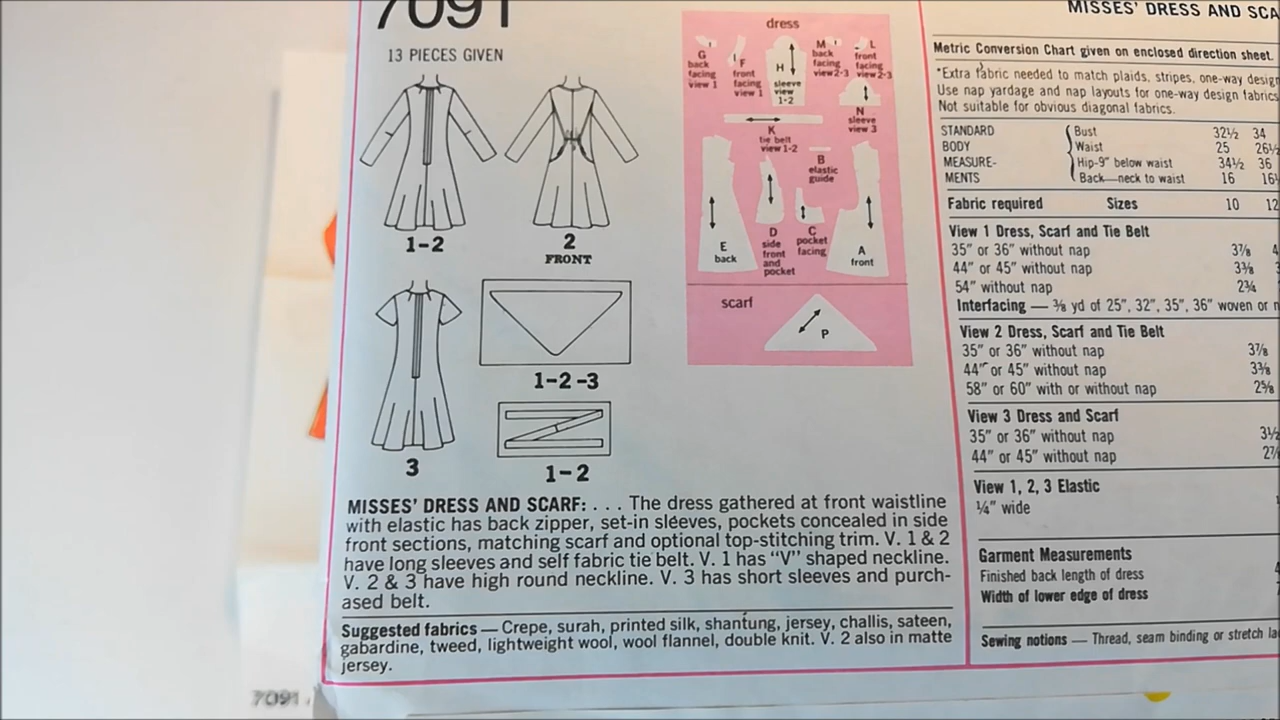 7091
13 PIECES GIVEN
1-2
2
FRONT
3
1-2-3
1-2
dress
G
back
facing
view 1
F
front
facing
view 1
H
sleeve
view
1-2
M
back
facing
view 2-3
L
front
facing
view 2-3
N
sleeve
view 3
K
tie belt
view 1-2
B
elastic
guide
E
back
D
side
front
and
pocket
C
pocket
facing
A
front
scarf
P
MISSES' DRESS AND SCARF: . . . The dress gathered at front waistline
with elastic has back zipper, set-in sleeves, pockets concealed in side
front sections, matching scarf and optional top-stitching trim. V. 1 & 2
have long sleeves and self fabric tie belt. V. 1 has "V" shaped neckline.
V. 2 & 3 have high round neckline. V. 3 has short sleeves and purch-
ased belt.
Suggested fabrics — Crepe, surah, printed silk, shantung, jersey, challis, sateen,
gabardine, tweed, lightweight wool, wool flannel, double knit. V. 2 also in matte
jersey.
MISSES' DRESS AND SCA
Metric Conversion Chart given on enclosed direction sheet.
*Extra fabric needed to match plaids, stripes, one-way design
Use nap yardage and nap layouts for one-way design fabrics
Not suitable for obvious diagonal fabrics.
STANDARD Bust 32½ 34
BODY Waist 25 26½
MEASURE- Hip-9" below waist 34½ 36
MENTS Back—neck to waist 16 16¼
Fabric required Sizes 10 12
View 1 Dress, Scarf and Tie Belt
35" or 36" without nap 3⅞ 4
44" or 45" without nap 3⅜ 3
54" without nap 2¾
Interfacing — ⅜ yd of 25", 32", 35", 36" woven or n
View 2 Dress, Scarf and Tie Belt
35" or 36" without nap 3⅞
44" or 45" without nap 3⅜
58" or 60" with or without nap 2⅝
View 3 Dress and Scarf
35" or 36" without nap 3½
44" or 45" without nap 2⅞
View 1, 2, 3 Elastic
¼" wide
Garment Measurements
Finished back length of dress 4
Width of lower edge of dress
Sewing notions — Thread, seam binding or stretch la
7091